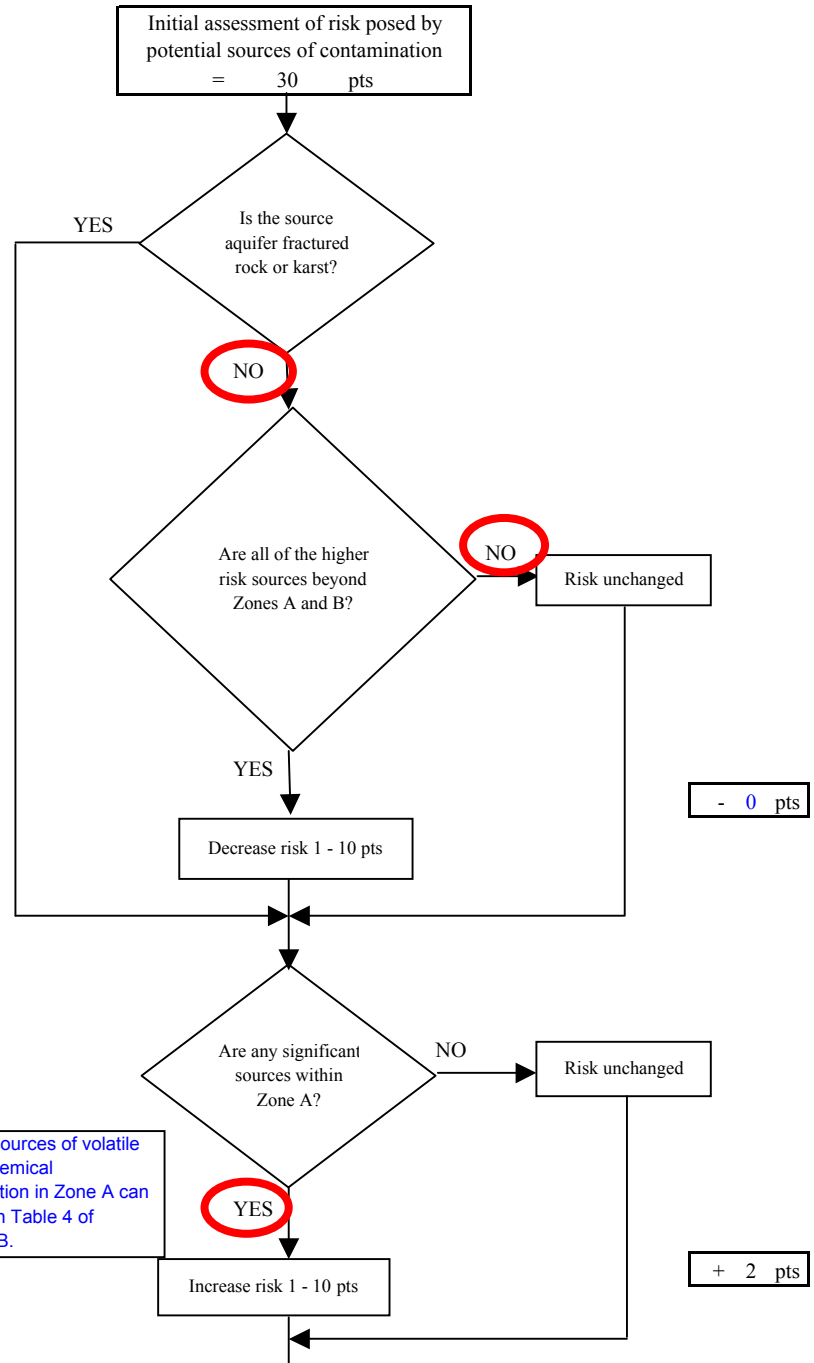 Initial assessment of risk posed by
potential sources of contamination
= 30 pts
YES
Is the source
aquifer fractured
rock or karst?
NO
Are all of the higher
risk sources beyond
Zones A and B?
NO
Risk unchanged
YES
- 0 pts
Decrease risk 1 - 10 pts
Are any significant
sources within
Zone A?
NO
Risk unchanged
ources of volatile
emical
tion in Zone A can
n Table 4 of
B.
YES
Increase risk 1 - 10 pts
+ 2 pts